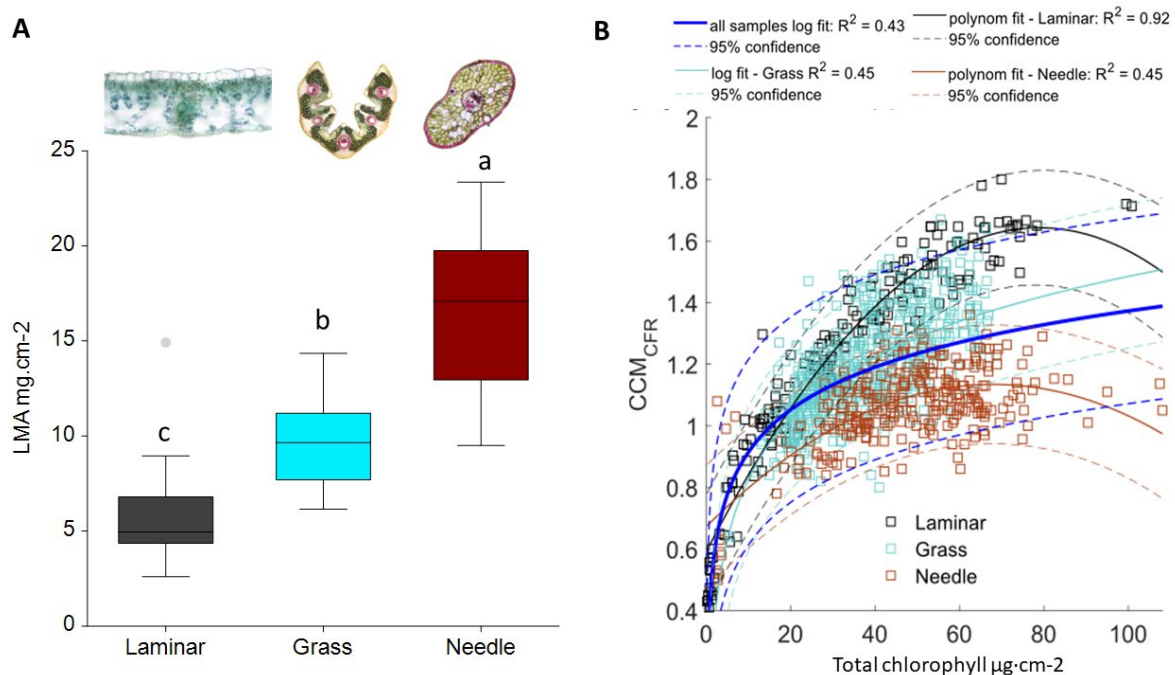 A
a
b
c
25
20
15
10
5
0
LMA mg.cm-2
Laminar
Grass
Needle
B
all samples log fit: R² = 0.43
95% confidence
log fit - Grass R² = 0.45
95% confidence
polynom fit - Laminar: R² = 0.92
95% confidence
polynom fit - Needle: R² = 0.45
95% confidence
2
1.8
1.6
1.4
1.2
1
0.8
0.6
0.4
CCM_CFR
Laminar
Grass
Needle
0 20 40 60 80 100
Total chlorophyll µg·cm-2